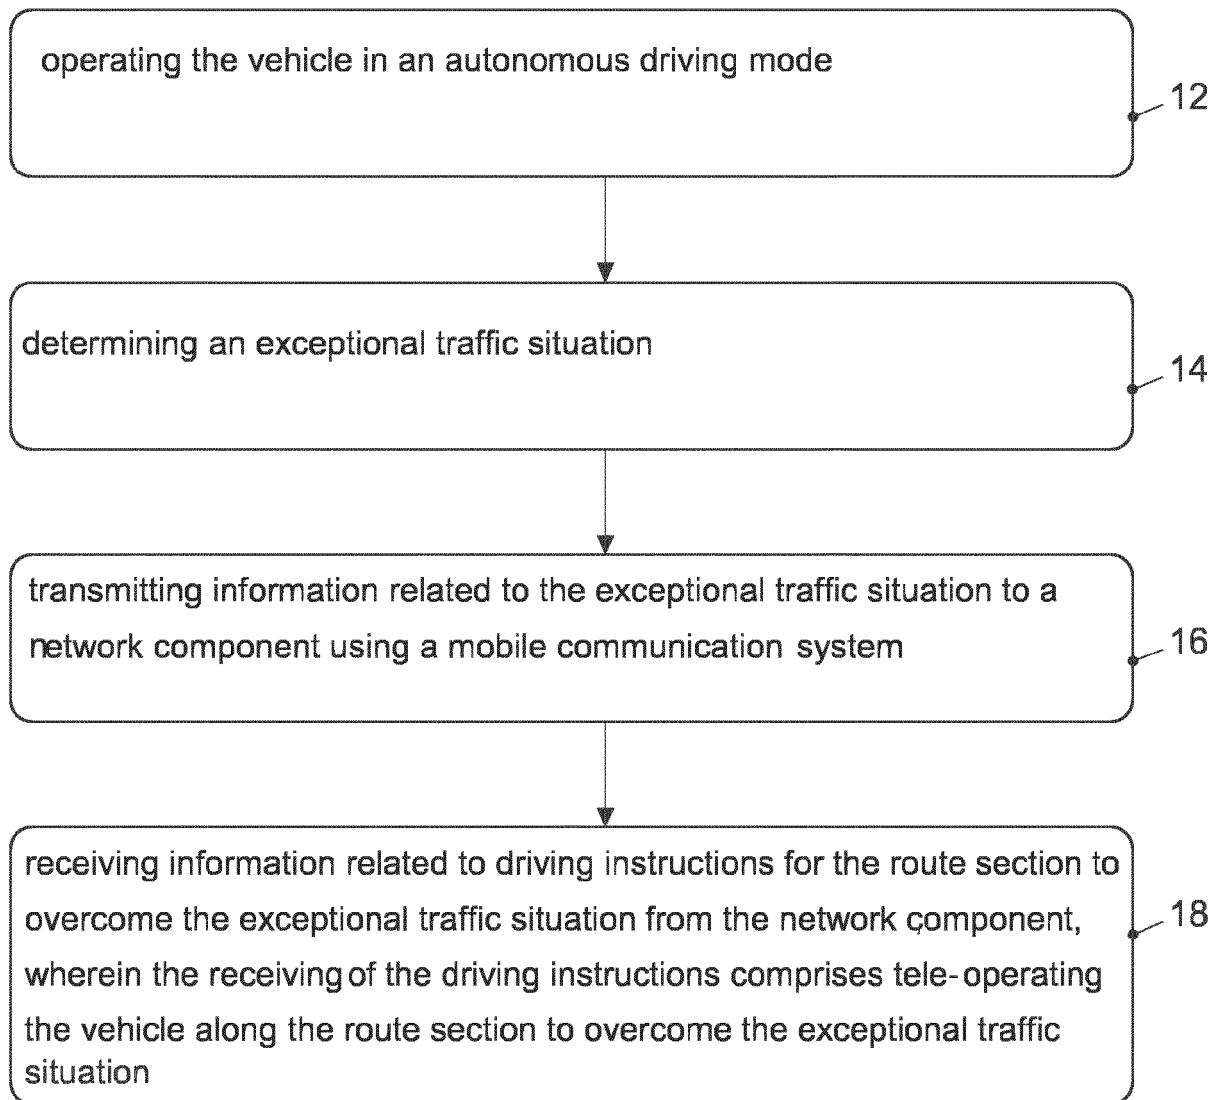 operating the vehicle in an autonomous driving mode
12
determining an exceptional traffic situation
14
transmitting information related to the exceptional traffic situation to a
network component using a mobile communication system
16
receiving information related to driving instructions for the route section to
overcome the exceptional traffic situation from the network component,
wherein the receiving of the driving instructions comprises tele-operating
the vehicle along the route section to overcome the exceptional traffic
situation
18